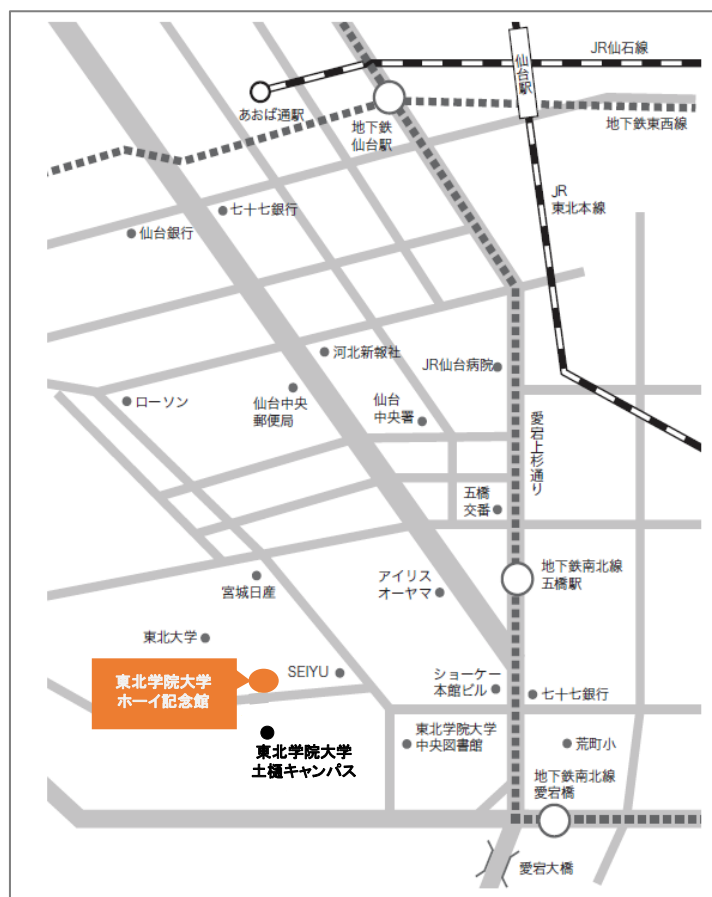 JR仙石線
仙台駅
あおば通駅
地下鉄
仙台駅
地下鉄東西線
JR
東北本線
七十七銀行
仙台銀行
河北新報社
JR仙台病院
ローソン
仙台中央
郵便局
仙台
中央署
愛宕上杉通り
五橋
交番
地下鉄南北線
五橋駅
宮城日産
アイリス
オーヤマ
東北大学
SEIYU
東北学院大学
ホーイ記念館
ショーケー
本館ビル
七十七銀行
東北学院大学
土樋キャンパス
東北学院大学
中央図書館
荒町小
地下鉄南北線
愛宕橋
愛宕大橋